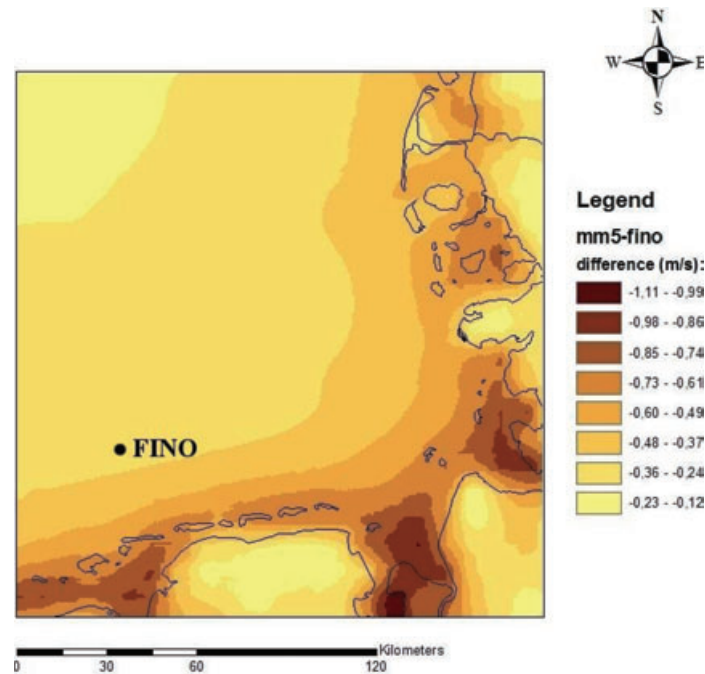 N
W E
S
Legend
mm5-fino
difference (m/s):
-1,11 - -0,99
-0,98 - -0,86
-0,85 - -0,74
-0,73 - -0,61
-0,60 - -0,49
-0,48 - -0,37
-0,36 - -0,24
-0,23 - -0,12
FINO
Kilometers
0 30 60 120